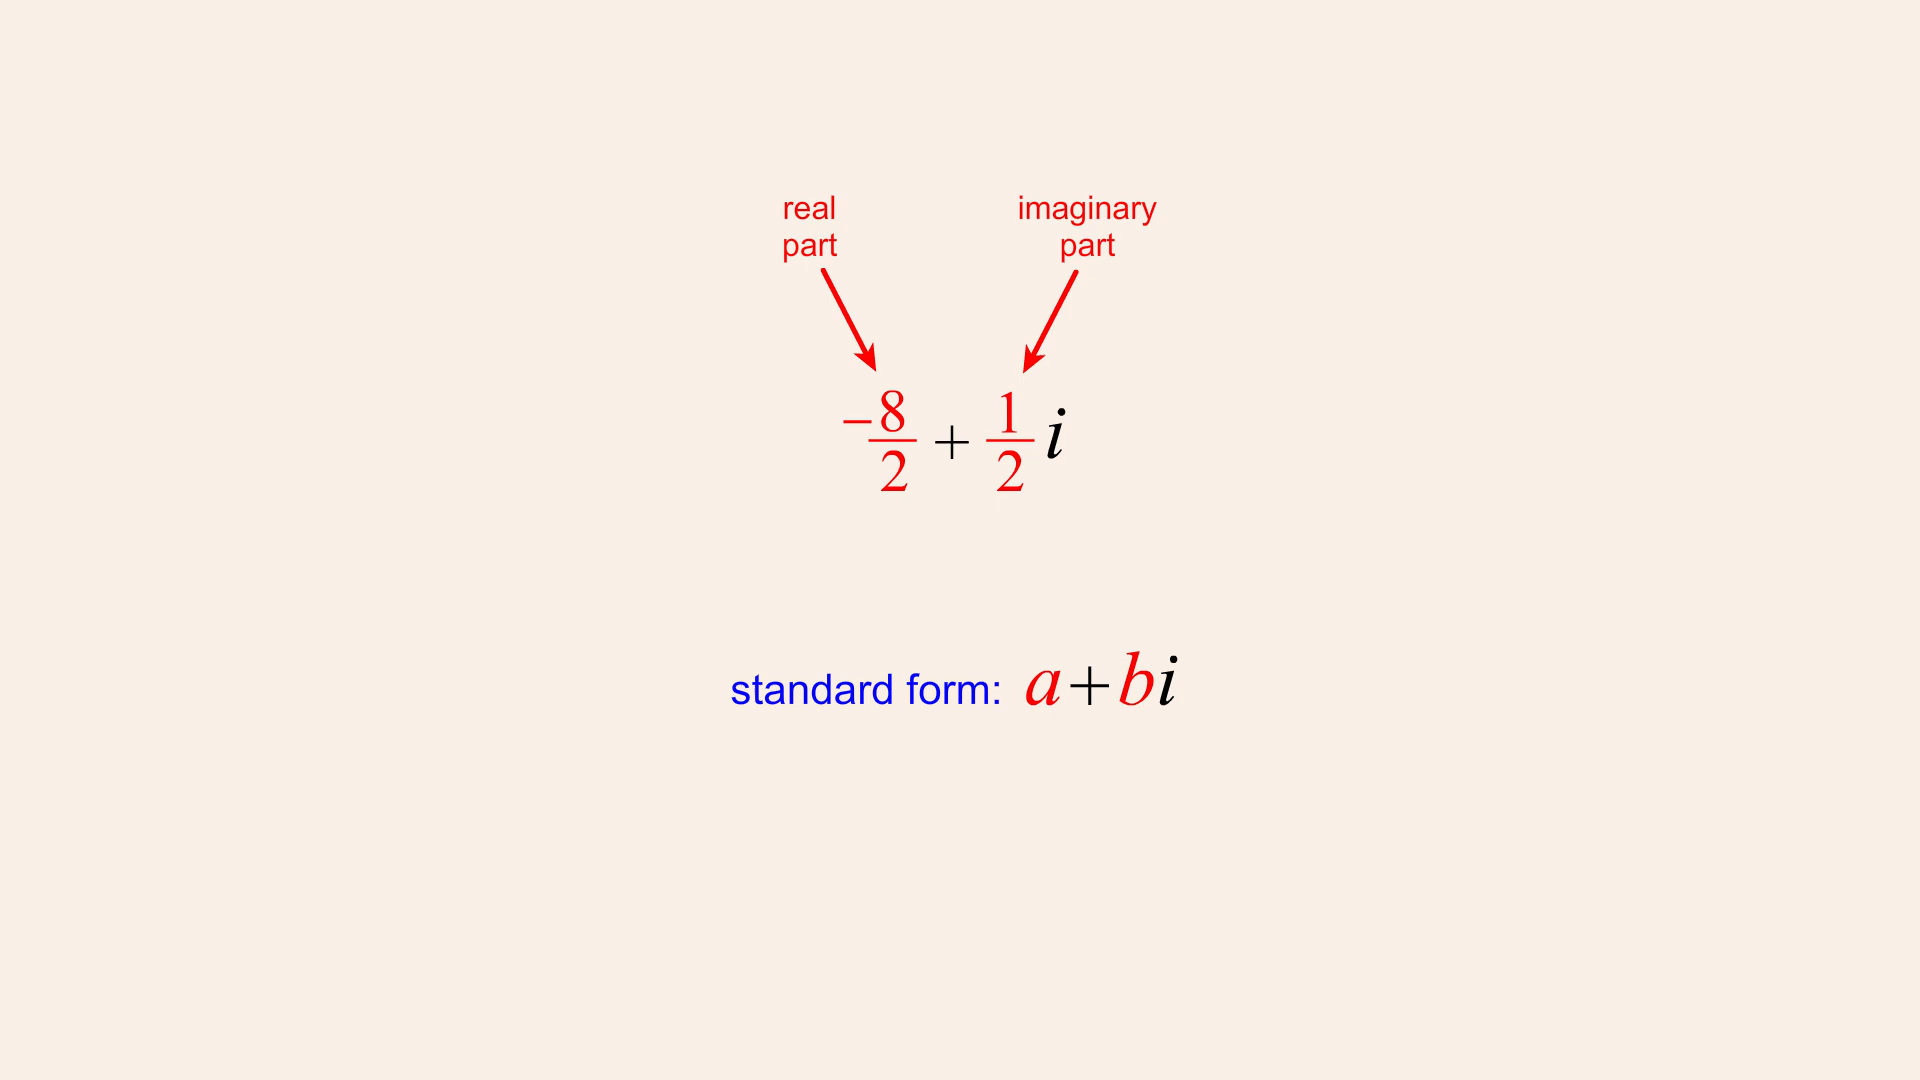 real imaginary
part part
-8/2 + 1/2 i
standard form: a+bi